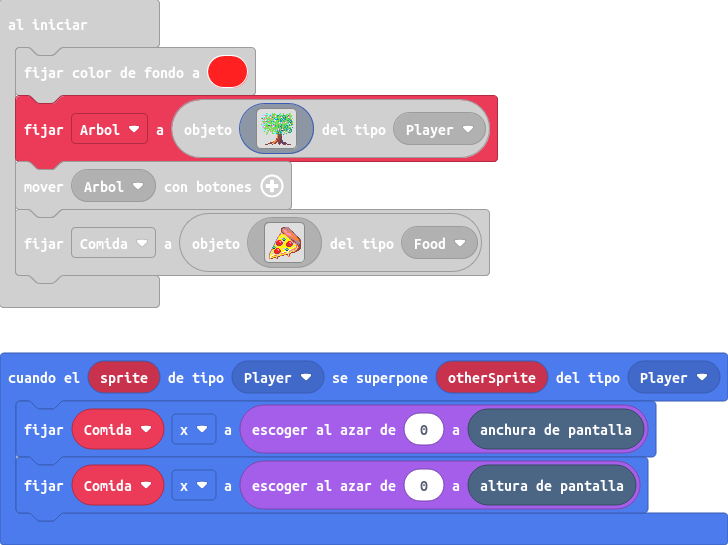 al iniciar
fijar color de fondo a
fijar Arbol a objeto del tipo Player
mover Arbol con botones
fijar Comida a objeto del tipo Food
cuando el sprite de tipo Player se superpone otherSprite del tipo Player
fijar Comida x a escoger al azar de 0 a anchura de pantalla
fijar Comida x a escoger al azar de 0 a altura de pantalla